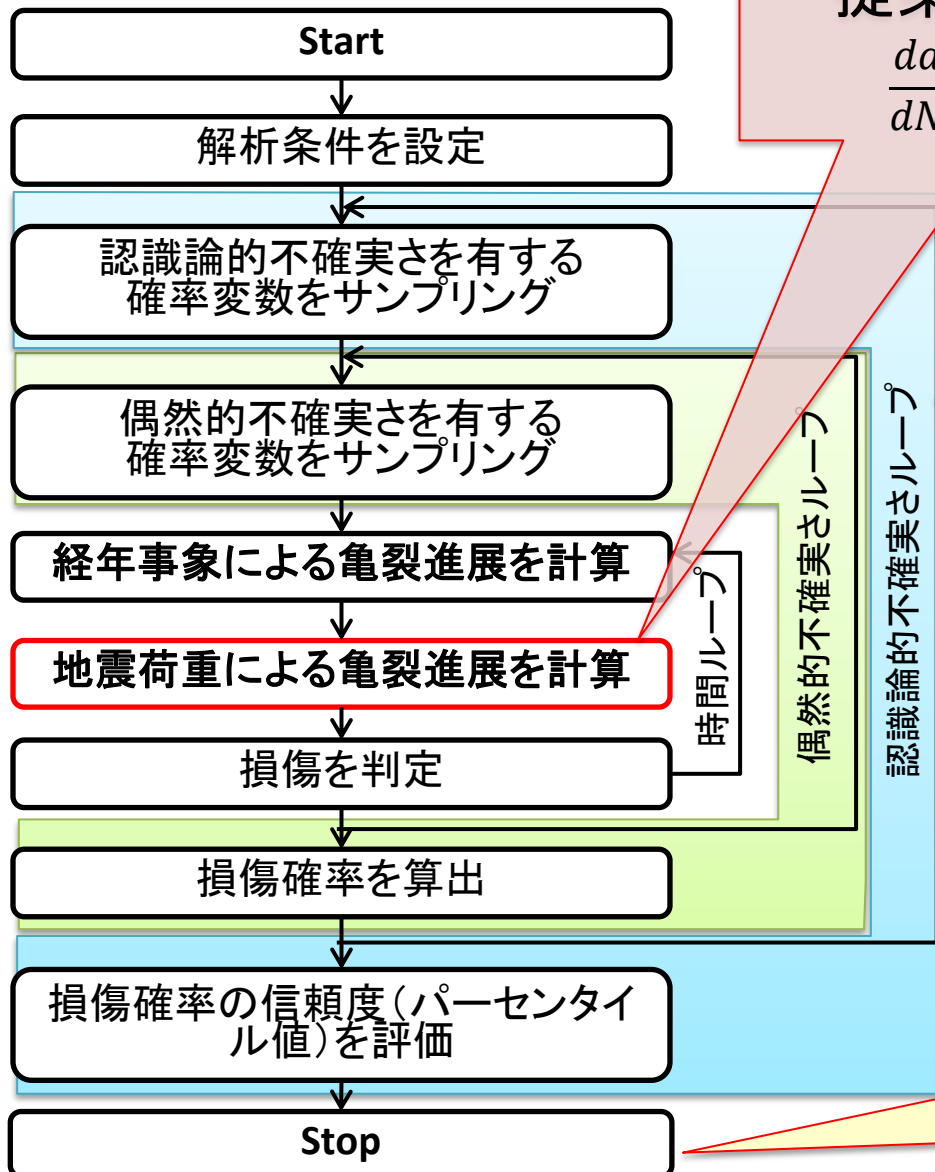 Start
提案
da
dN
解析条件を設定
認識論的不確実さを有する
確率変数をサンプリング
偶然的不確実さを有する
確率変数をサンプリング
経年事象による亀裂進展を計算
地震荷重による亀裂進展を計算
損傷を判定
時間ループ
偶然的不確実さループ
認識論的不確実さループ
損傷確率を算出
損傷確率の信頼度(パーセンタイ
ル値)を評価
Stop